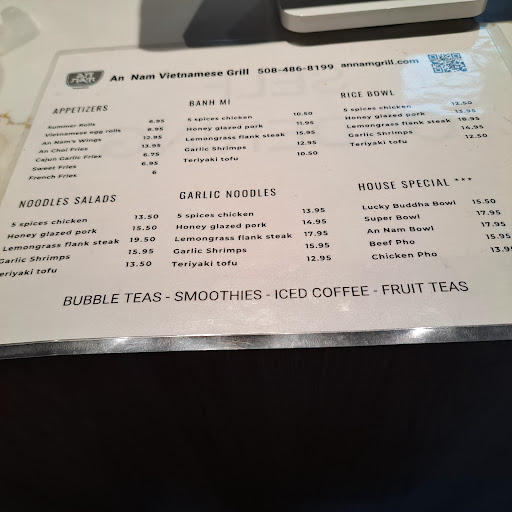 AN NAM
An Nam Vietnamese Grill 508-486-8199 annamgrill.com
APPETIZERS
Summer Rolls 6.95
Vietnamese egg rolls 8.95
An Nam's Wings 12.95
An Choi Fries 13.95
Cajun Garlic Fries 6.75
Sweet Fries 6.95
French Fries 6
BANH MI
5 spices chicken 10.50
Honey glazed pork 11.95
Lemongrass flank steak 15.95
Garlic Shrimps 12.95
Teriyaki tofu 10.50
RICE BOWL
5 spices chicken 12.50
Honey glazed pork 13.95
Lemongrass flank steak 18.95
Garlic Shrimps 14.95
Teriyaki tofu 12.50
NOODLES SALADS
5 spices chicken 13.50
Honey glazed pork 15.50
Lemongrass flank steak 19.50
Garlic Shrimps 15.95
Teriyaki tofu 13.50
GARLIC NOODLES
5 spices chicken 13.95
Honey glazed pork 14.95
Lemongrass flank steak 17.95
Garlic Shrimps 15.95
Teriyaki tofu 12.95
HOUSE SPECIAL ***
Lucky Buddha Bowl 15.50
Super Bowl 17.95
An Nam Bowl 17.95
Beef Pho 15.95
Chicken Pho 13.95
BUBBLE TEAS - SMOOTHIES - ICED COFFEE - FRUIT TEAS